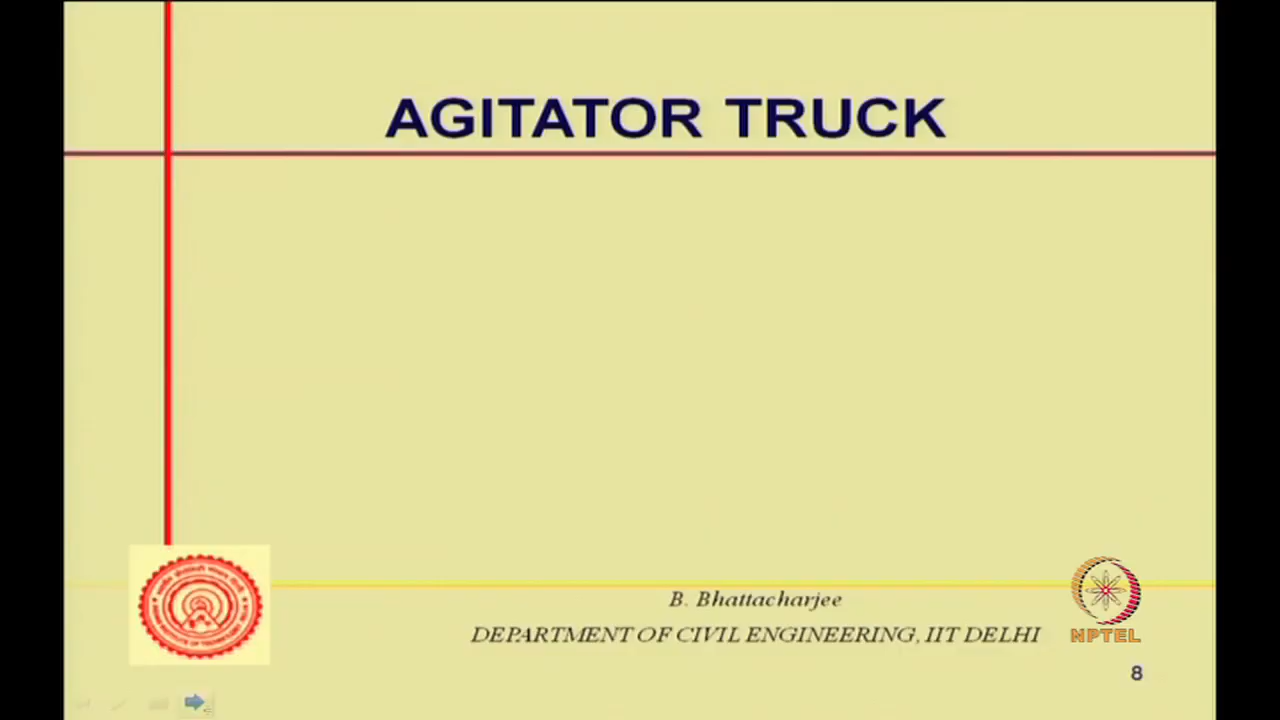 AGITATOR TRUCK
B. Bhattacharjee
DEPARTMENT OF CIVIL ENGINEERING, IIT DELHI
NPTEL
8